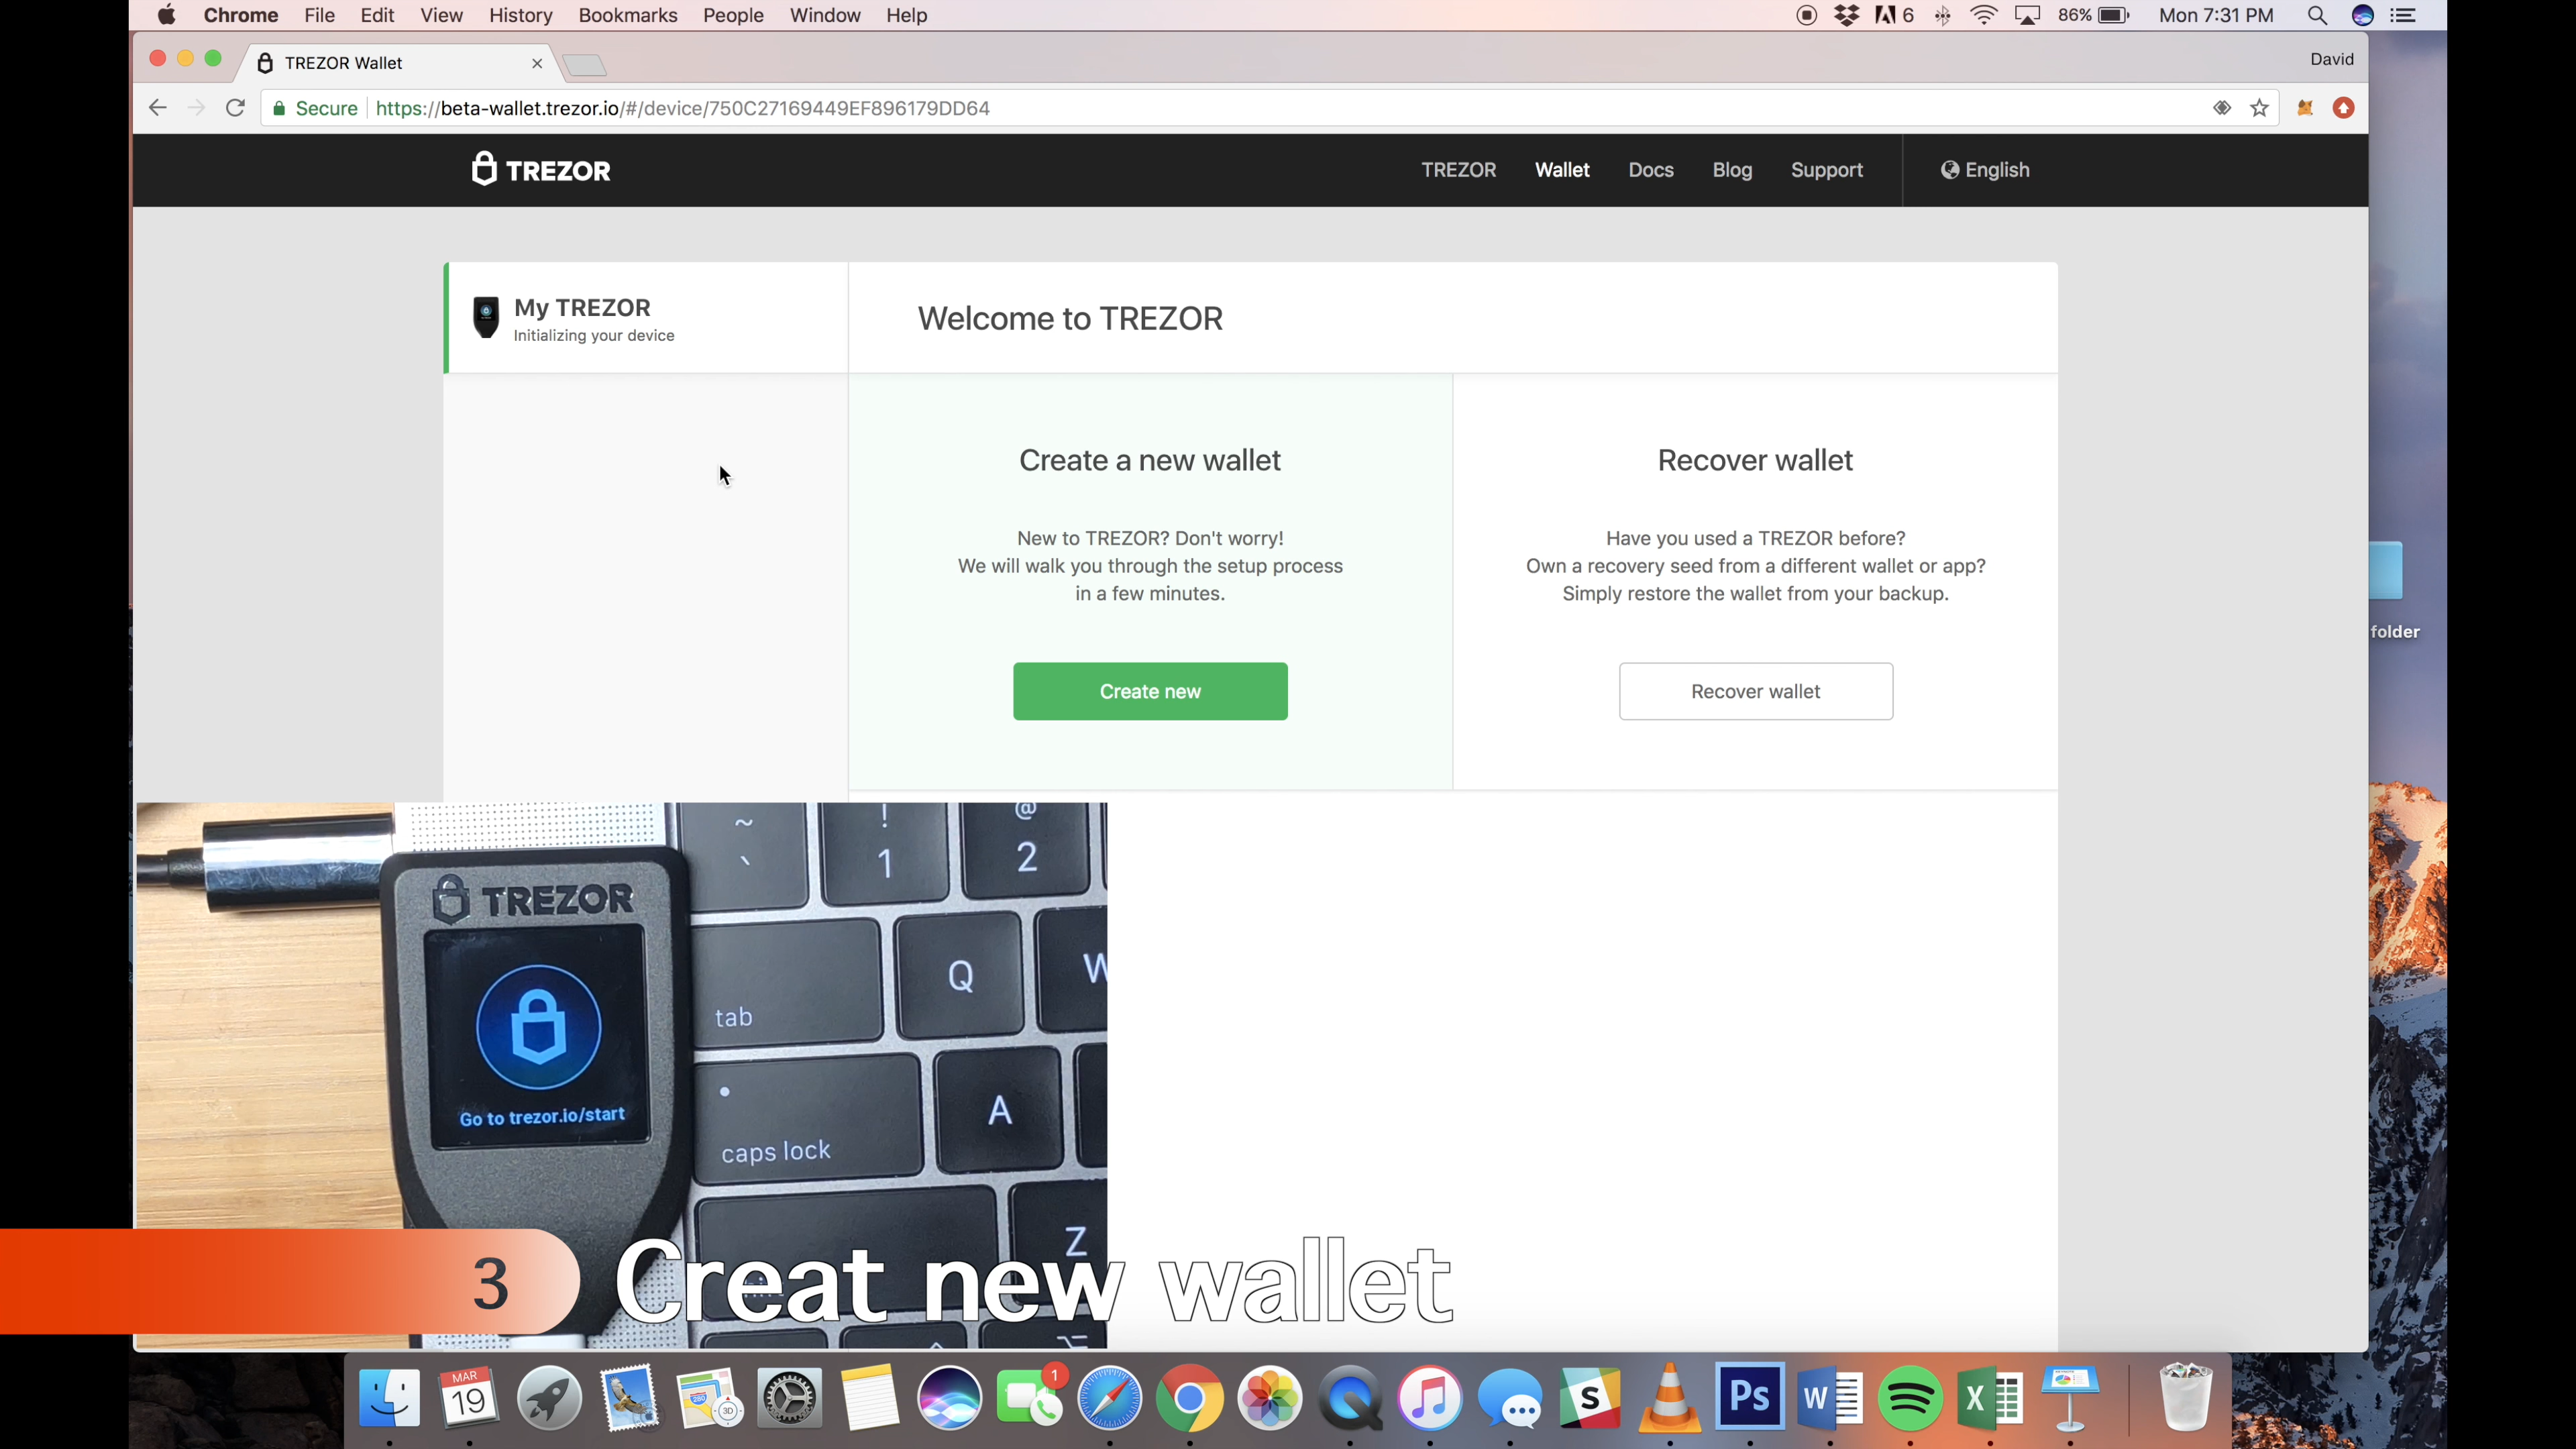 Chrome File Edit View History Bookmarks People Window Help
6 86% Mon 7:31 PM
TREZOR Wallet
David
Secure https://beta-wallet.trezor.io/#/device/750C27169449EF896179DD64
TREZOR
TREZOR Wallet Docs Blog Support English
My TREZOR
Initializing your device
Welcome to TREZOR
Create a new wallet
New to TREZOR? Don't worry!
We will walk you through the setup process
in a few minutes.
Create new
Recover wallet
Have you used a TREZOR before?
Own a recovery seed from a different wallet or app?
Simply restore the wallet from your backup.
Recover wallet
folder
TREZOR
Go to trezor.io/start
~ ! @
` 1 2
tab Q W
caps lock A
Z
3 Creat new wallet
MAR
19
280
3D
1
S
Ps
W
X